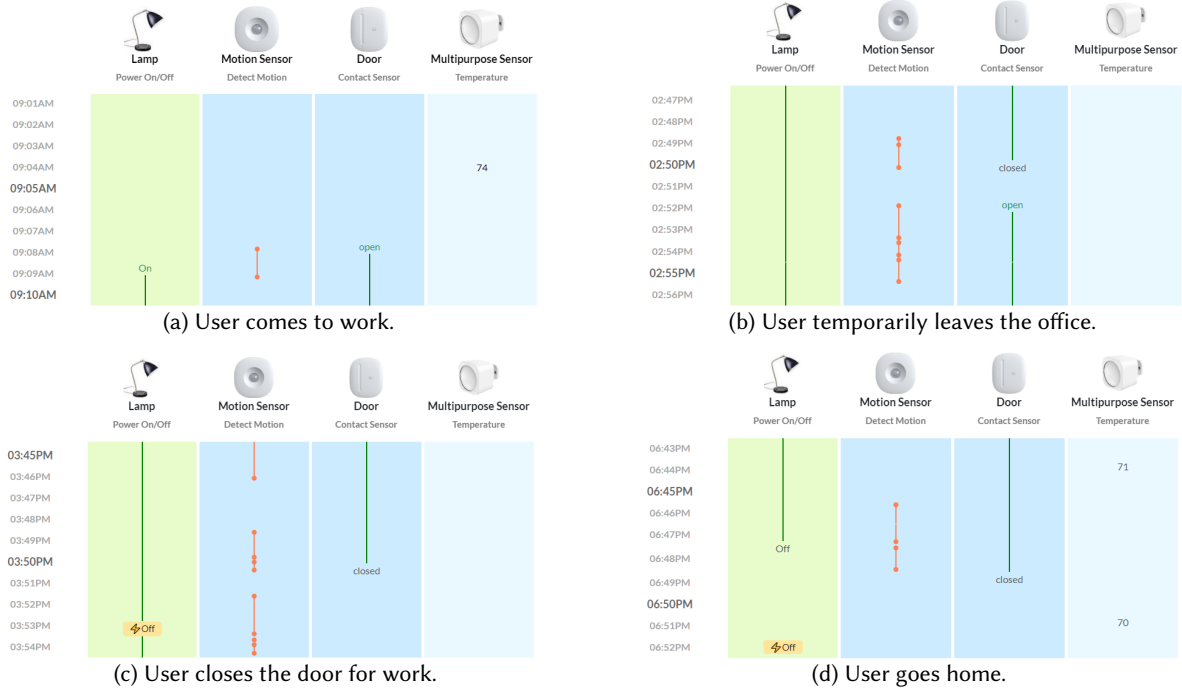 Lamp Motion Sensor Door Multipurpose Sensor
Power On/Off Detect Motion Contact Sensor Temperature
09:01AM
09:02AM
09:03AM
09:04AM 74
09:05AM
09:06AM
09:07AM
09:08AM open
09:09AM On
09:10AM
(a) User comes to work.
Lamp Motion Sensor Door Multipurpose Sensor
Power On/Off Detect Motion Contact Sensor Temperature
02:47PM
02:48PM
02:49PM
02:50PM closed
02:51PM
02:52PM open
02:53PM
02:54PM
02:55PM
02:56PM
(b) User temporarily leaves the office.
Lamp Motion Sensor Door Multipurpose Sensor
Power On/Off Detect Motion Contact Sensor Temperature
03:45PM
03:46PM
03:47PM
03:48PM
03:49PM
03:50PM closed
03:51PM
03:52PM
03:53PM Off
03:54PM
(c) User closes the door for work.
Lamp Motion Sensor Door Multipurpose Sensor
Power On/Off Detect Motion Contact Sensor Temperature
06:43PM
06:44PM 71
06:45PM
06:46PM
06:47PM Off
06:48PM
06:49PM closed
06:50PM
06:51PM 70
06:52PM Off
(d) User goes home.